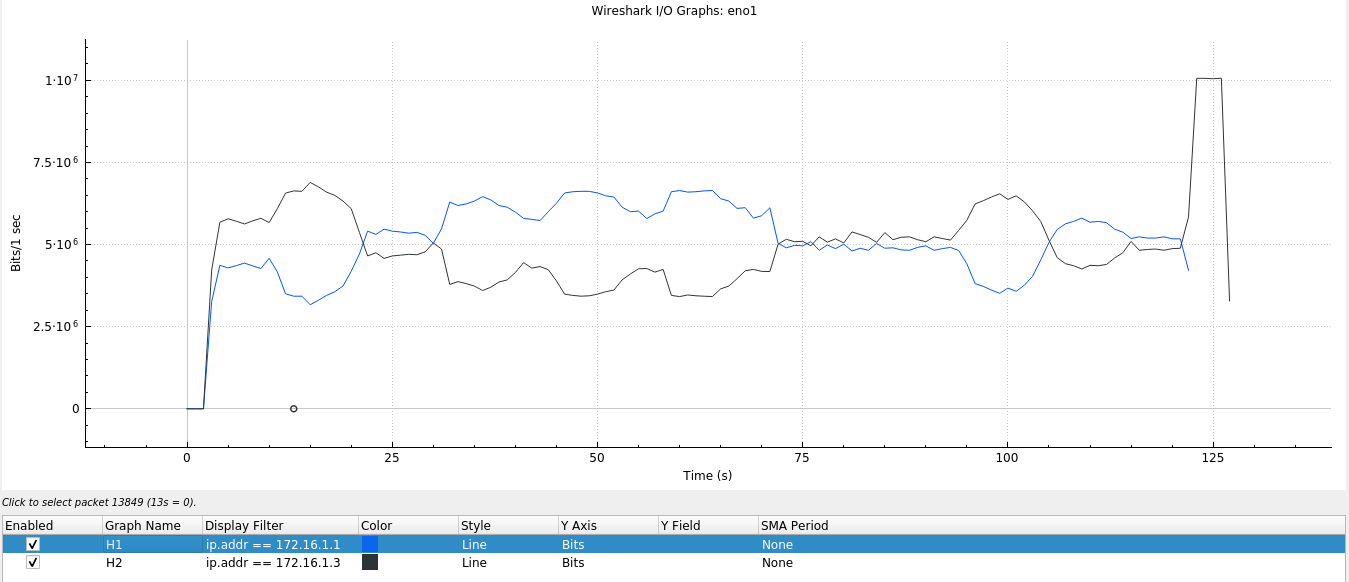 Wireshark I/O Graphs: eno1
1·10⁷
7.5·10⁶
5·10⁶
2.5·10⁶
0
Bits/1 sec
0 25 50 75 100 125
Time (s)
Click to select packet 13849 (13s = 0).
Enabled Graph Name Display Filter Color Style Y Axis Y Field SMA Period
H1 ip.addr == 172.16.1.1 Line Bits None
H2 ip.addr == 172.16.1.3 Line Bits None